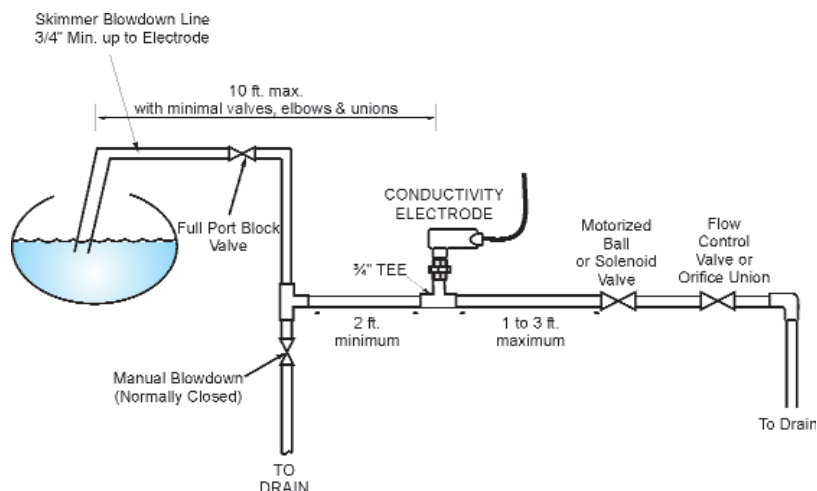 Skimmer Blowdown Line
3/4" Min. up to Electrode
10 ft. max.
with minimal valves, elbows & unions
Full Port Block
Valve
CONDUCTIVITY
ELECTRODE
¾" TEE
Motorized
Ball
or Solenoid
Valve
Flow
Control
Valve or
Orifice Union
2 ft.
minimum
1 to 3 ft.
maximum
Manual Blowdown
(Normally Closed)
To Drain
TO
DRAIN